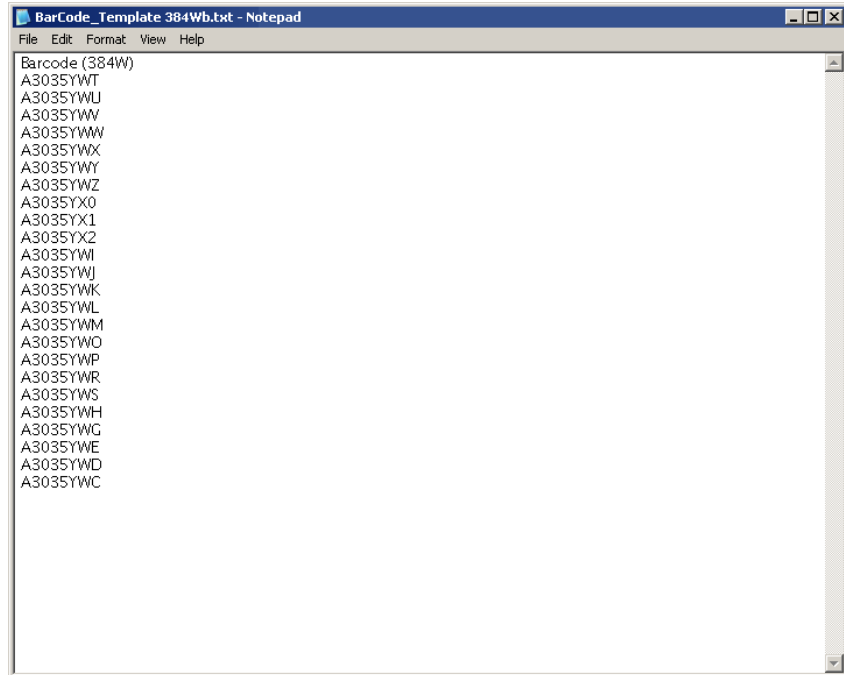 BarCode_Template 384Wb.txt - Notepad
File Edit Format View Help
Barcode (384W)
A3035YWT
A3035YWU
A3035YWV
A3035YWW
A3035YWX
A3035YWY
A3035YWZ
A3035YX0
A3035YX1
A3035YX2
A3035YWI
A3035YWJ
A3035YWK
A3035YWL
A3035YWM
A3035YWO
A3035YWP
A3035YWR
A3035YWS
A3035YWH
A3035YWG
A3035YWE
A3035YWD
A3035YWC